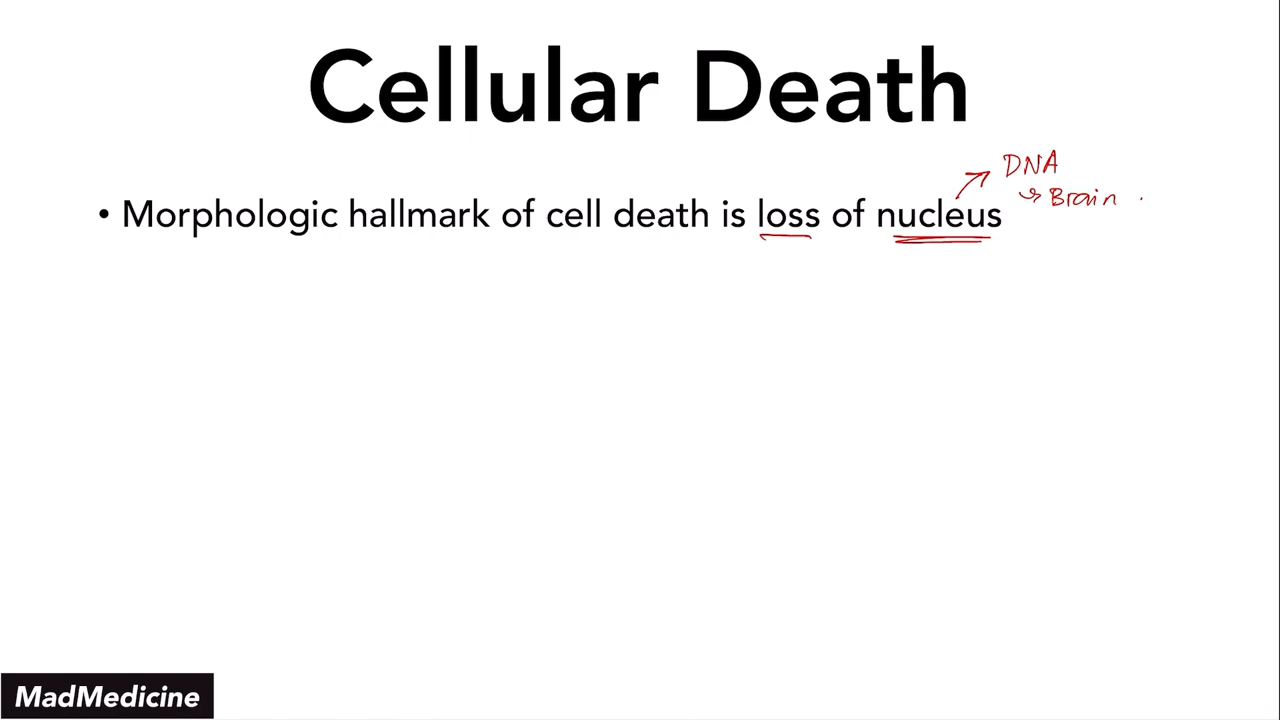 Cellular Death
DNA
Brain
• Morphologic hallmark of cell death is loss of nucleus
MadMedicine